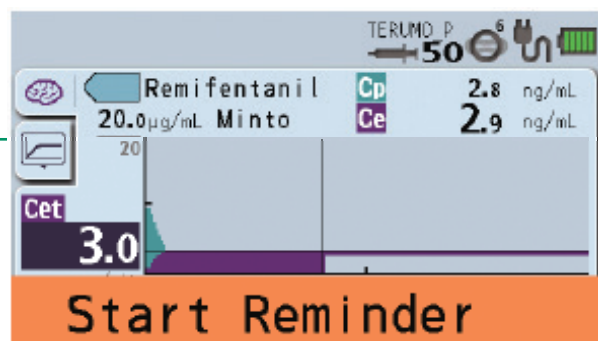 TERUMO P 6
50
Remifentanil Cp 2.8 ng/mL
20.0µg/mL Minto Ce 2.9 ng/mL
20
Cet
3.0
Start Reminder